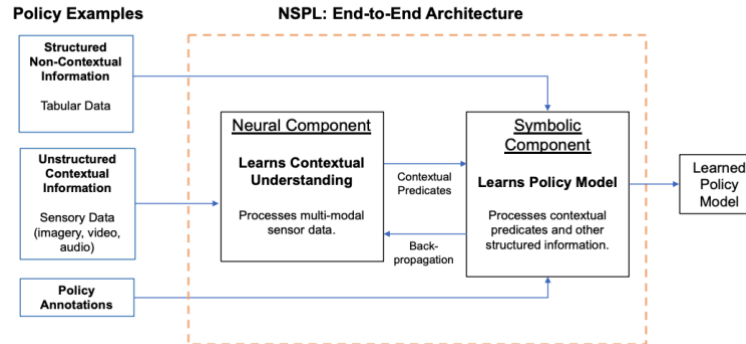 Policy Examples
NSPL: End-to-End Architecture
Structured
Non-Contextual
Information
Tabular Data
Unstructured
Contextual
Information
Sensory Data
(imagery, video,
audio)
Policy
Annotations
Neural Component
Learns Contextual
Understanding
Processes multi-modal
sensor data.
Contextual
Predicates
Back-
propagation
Symbolic
Component
Learns Policy Model
Processes contextual
predicates and other
structured information.
Learned
Policy
Model